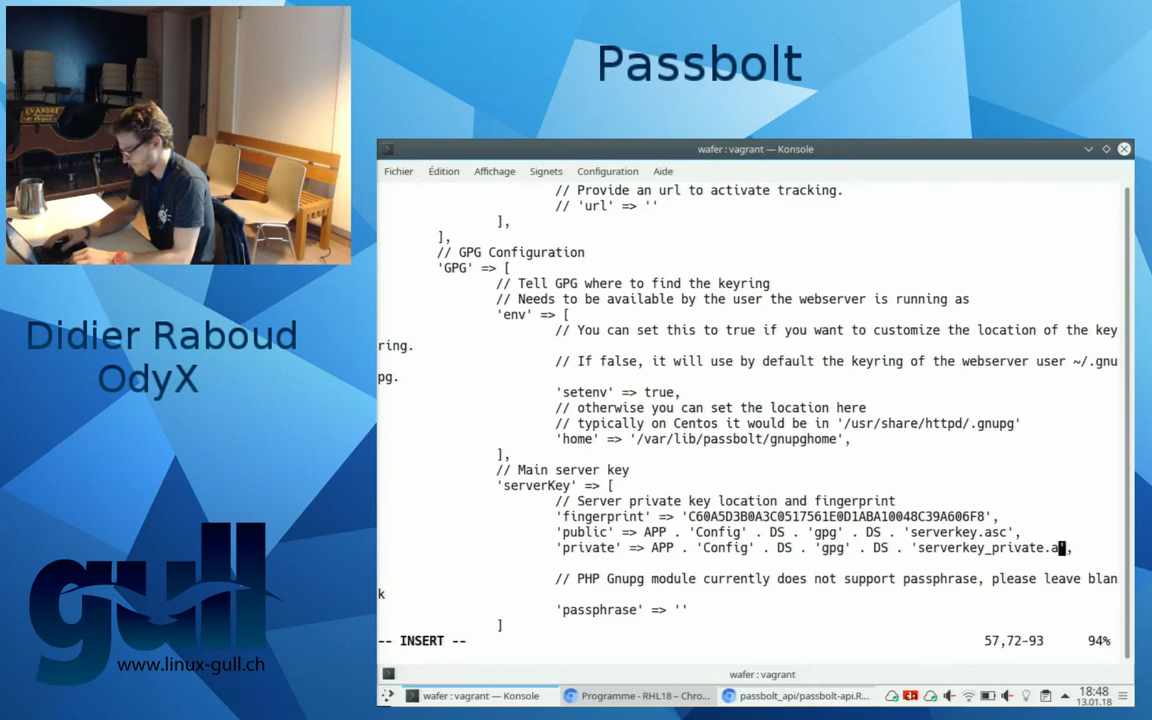 Passbolt
wafer : vagrant — Konsole
Fichier Édition Affichage Signets Configuration Aide
// Provide an url to activate tracking.
// 'url' => ''
],
],
// GPG Configuration
'GPG' => [
// Tell GPG where to find the keyring
// Needs to be available by the user the webserver is running as
'env' => [
// You can set this to true if you want to customize the location of the key
ring.
// If false, it will use by default the keyring of the webserver user ~/.gnu
pg.
'setenv' => true,
// otherwise you can set the location here
// typically on Centos it would be in '/usr/share/httpd/.gnupg'
'home' => '/var/lib/passbolt/gnupghome',
],
// Main server key
'serverKey' => [
// Server private key location and fingerprint
'fingerprint' => 'C60A5D3B0A3C0517561E0D1ABA10048C39A606F8',
'public' => APP . 'Config' . DS . 'gpg' . DS . 'serverkey.asc',
'private' => APP . 'Config' . DS . 'gpg' . DS . 'serverkey_private.a',
// PHP Gnupg module currently does not support passphrase, please leave blan
k
'passphrase' => ''
]
-- INSERT -- 57,72-93 94%
wafer : vagrant
wafer : vagrant — Konsole Programme - RHL18 – Chro... passbolt_api/passbolt-api.R... 18:48
13.01.18
Didier Raboud
OdyX
gull
www.linux-gull.ch